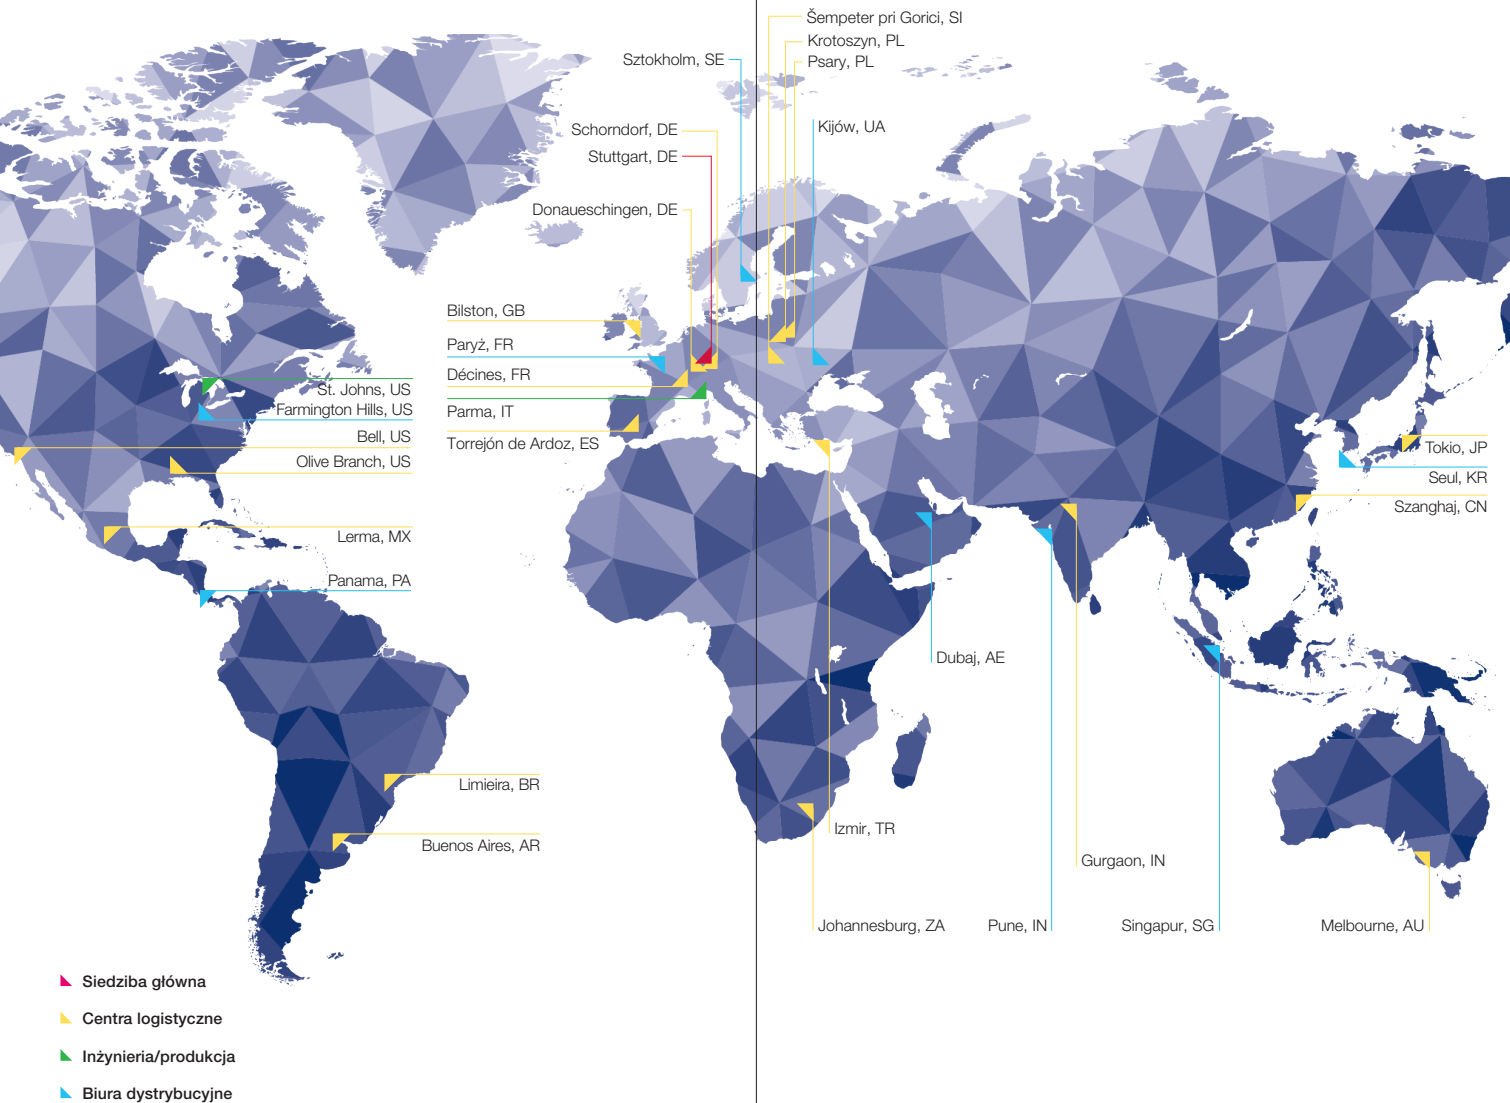 Šempeter pri Gorici, SI
Krotoszyn, PL
Sztokholm, SE
Psary, PL
Kijów, UA
Schorndorf, DE
Stuttgart, DE
Donaueschingen, DE
Bilston, GB
Paryż, FR
Décines, FR
Parma, IT
Torrejón de Ardoz, ES
St. Johns, US
Farmington Hills, US
Bell, US
Olive Branch, US
Lerma, MX
Panama, PA
Tokio, JP
Seul, KR
Szanghaj, CN
Dubaj, AE
Limieira, BR
Buenos Aires, AR
Izmir, TR
Gurgaon, IN
Johannesburg, ZA
Pune, IN
Singapur, SG
Melbourne, AU
Siedziba główna
Centra logistyczne
Inżynieria/produkcja
Biura dystrybucyjne